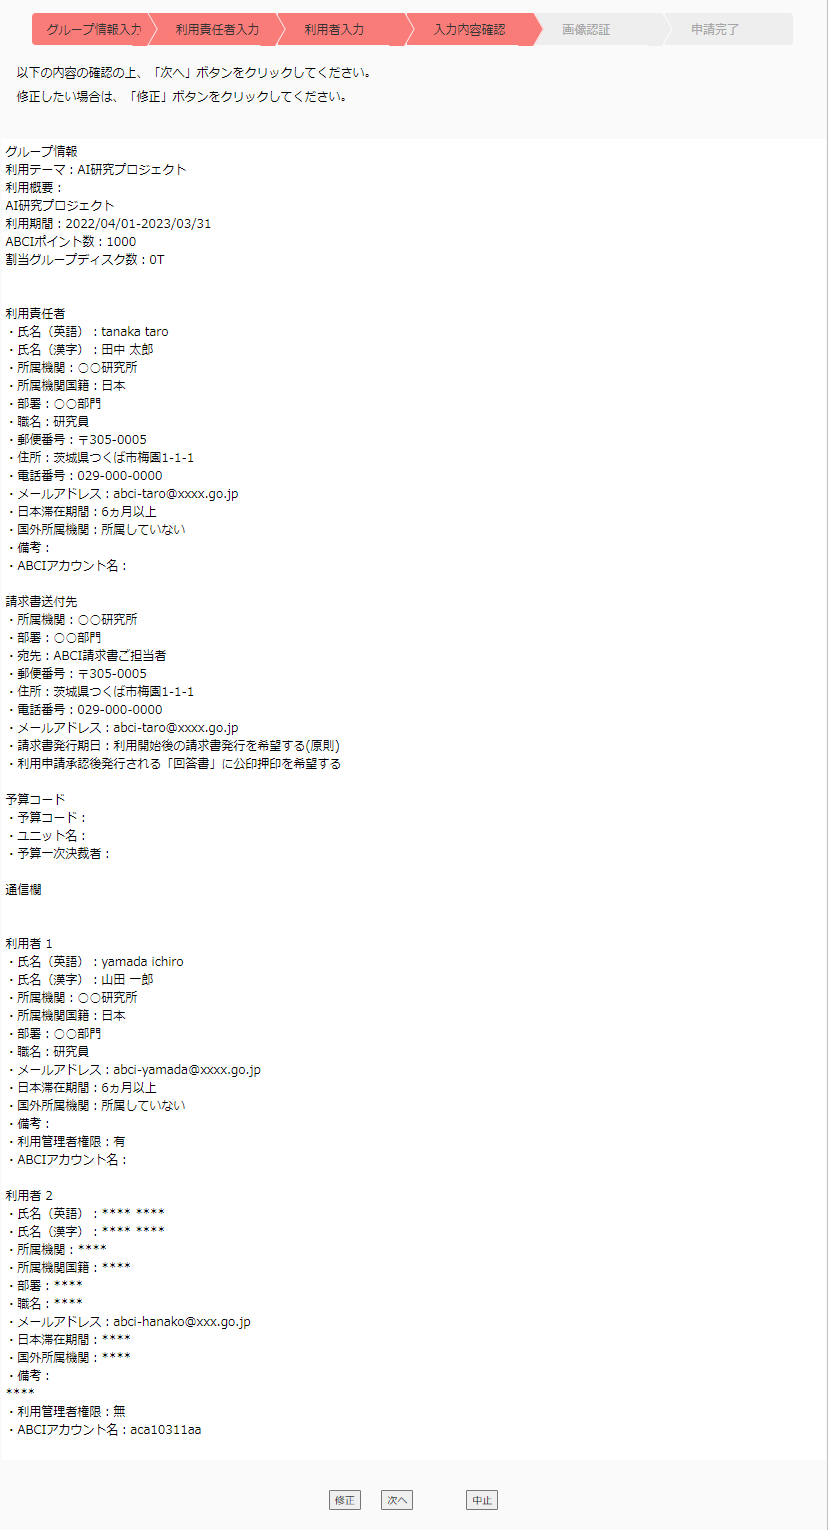 グループ情報入力
利用責任者入力
利用者入力
入力内容確認
画像認証
申請完了
以下の内容の確認の上、「次へ」ボタンをクリックしてください。
修正したい場合は、「修正」ボタンをクリックしてください。
グループ情報
利用テーマ：AI研究プロジェクト
利用概要：
AI研究プロジェクト
利用期間：2022/04/01-2023/03/31
ABCIポイント数：1000
割当グループディスク数：0T
利用責任者
・氏名（英語）：tanaka taro
・氏名（漢字）：田中 太郎
・所属機関：○○研究所
・所属機関国籍：日本
・部署：○○部門
・職名：研究員
・郵便番号：〒305-0005
・住所：茨城県つくば市梅園1-1-1
・電話番号：029-000-0000
・メールアドレス：abci-taro@xxxx.go.jp
・日本滞在期間：6ヵ月以上
・国外所属機関：所属していない
・備考：
・ABCIアカウント名：
請求書送付先
・所属機関：○○研究所
・部署：○○部門
・宛先：ABCI請求書ご担当者
・郵便番号：〒305-0005
・住所：茨城県つくば市梅園1-1-1
・電話番号：029-000-0000
・メールアドレス：abci-taro@xxxx.go.jp
・請求書発行期日：利用開始後の請求書発行を希望する(原則)
・利用申請承認後発行される「回答書」に公印押印を希望する
予算コード
・予算コード：
・ユニット名：
・予算一次決裁者：
通信欄
利用者 1
・氏名（英語）：yamada ichiro
・氏名（漢字）：山田 一郎
・所属機関：○○研究所
・所属機関国籍：日本
・部署：○○部門
・職名：研究員
・メールアドレス：abci-yamada@xxxx.go.jp
・日本滞在期間：6ヵ月以上
・国外所属機関：所属していない
・備考：
・利用管理者権限：有
・ABCIアカウント名：
利用者 2
・氏名（英語）：**** ****
・氏名（漢字）：**** ****
・所属機関：****
・所属機関国籍：****
・部署：****
・職名：****
・メールアドレス：abci-hanako@xxx.go.jp
・日本滞在期間：****
・国外所属機関：****
・備考：
****
・利用管理者権限：無
・ABCIアカウント名：aca10311aa
修正
次へ
中止